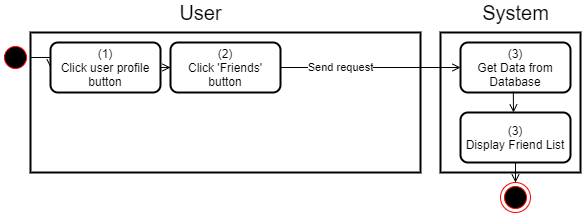 User
System
(1)
Click user profile
button
(2)
Click 'Friends'
button
Send request
(3)
Get Data from
Database
(3)
Display Friend List